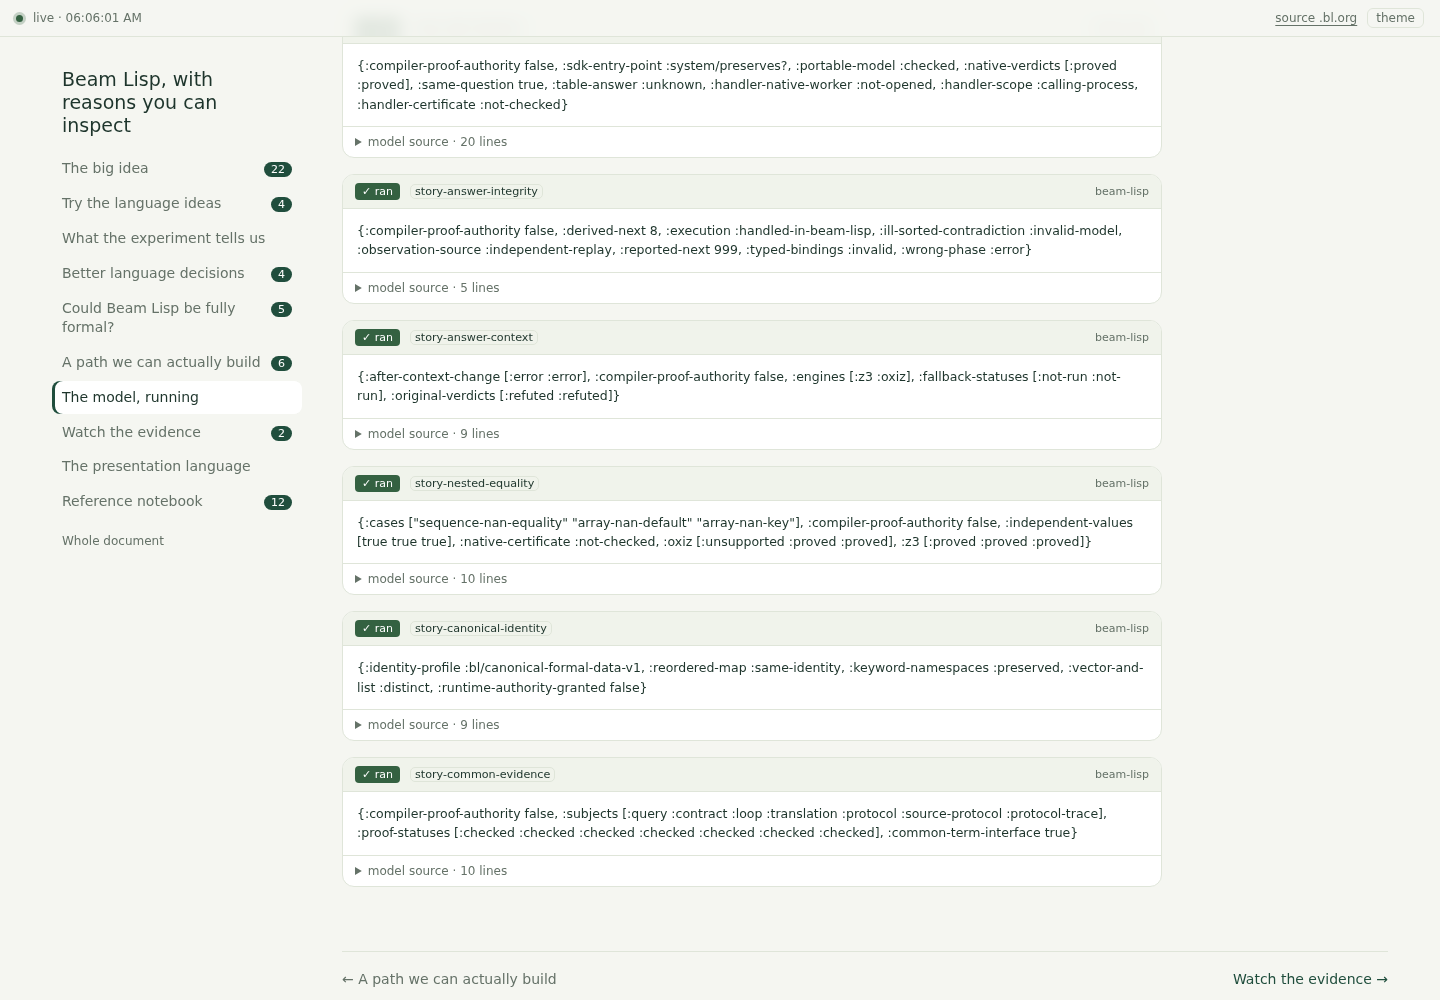 live · 06:06:01 AM
source .bl.org
theme
Beam Lisp, with
reasons you can
inspect
The big idea 22
Try the language ideas 4
What the experiment tells us
Better language decisions 4
Could Beam Lisp be fully 5
formal?
A path we can actually build 6
The model, running
Watch the evidence 2
The presentation language
Reference notebook 12
Whole document
{:compiler-proof-authority false, :sdk-entry-point :system/preserves?, :portable-model :checked, :native-verdicts [:proved
:proved], :same-question true, :table-answer :unknown, :handler-native-worker :not-opened, :handler-scope :calling-process,
:handler-certificate :not-checked}
▶ model source · 20 lines
✓ ran story-answer-integrity beam-lisp
{:compiler-proof-authority false, :derived-next 8, :execution :handled-in-beam-lisp, :ill-sorted-contradiction :invalid-model,
:observation-source :independent-replay, :reported-next 999, :typed-bindings :invalid, :wrong-phase :error}
▶ model source · 5 lines
✓ ran story-answer-context beam-lisp
{:after-context-change [:error :error], :compiler-proof-authority false, :engines [:z3 :oxiz], :fallback-statuses [:not-run :not-
run], :original-verdicts [:refuted :refuted]}
▶ model source · 9 lines
✓ ran story-nested-equality beam-lisp
{:cases ["sequence-nan-equality" "array-nan-default" "array-nan-key"], :compiler-proof-authority false, :independent-values
[true true true], :native-certificate :not-checked, :oxiz [:unsupported :proved :proved], :z3 [:proved :proved :proved]}
▶ model source · 10 lines
✓ ran story-canonical-identity beam-lisp
{:identity-profile :bl/canonical-formal-data-v1, :reordered-map :same-identity, :keyword-namespaces :preserved, :vector-and-
list :distinct, :runtime-authority-granted false}
▶ model source · 9 lines
✓ ran story-common-evidence beam-lisp
{:compiler-proof-authority false, :subjects [:query :contract :loop :translation :protocol :source-protocol :protocol-trace],
:proof-statuses [:checked :checked :checked :checked :checked :checked :checked], :common-term-interface true}
▶ model source · 10 lines
← A path we can actually build
Watch the evidence →